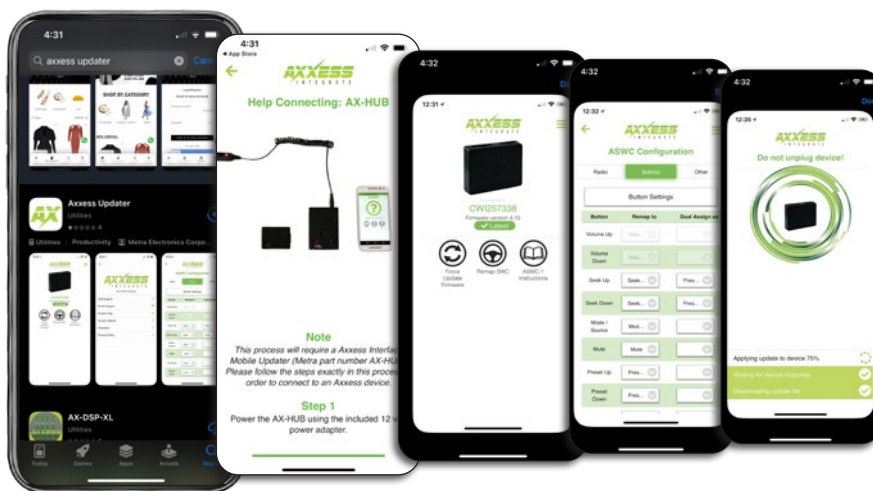 4:31
axxess updater
Cancel
SHOP BY CATEGORY
Axxess Updater
Utilities
4
Utilities
Productivity
Metra Electronics Corpo...
AX-DSP-XL
Utilities
Today
Games
Apps
Arcade
4:31
App Store
AXXESS
INTEGRATE
Help Connecting: AX-HUB
Note
This process will require a Axxess Interface
Mobile Updater (Metra part number AX-HUB
Please follow the steps exactly in this process
order to connect to an Axxess device.
Step 1
Power the AX-HUB using the included 12 v
power adapter.
4:32
12:31
AXXESS
INTEGRATE
CWI257338
Firmware version 4.15
Latest
Force
Update
Firmware
Remap SWC
ASWC-1
Instructions
4:32
12:32
AXXESS
INTEGRATE
ASWC Configuration
Radio
Buttons
Other
Button Settings
Button
Remap to
Dual Assign
Volume Up
Volume
Down
Seek Up
Seek...
Pres...
Seek Down
Seek...
Pres...
Mode /
Source
Mod...
Mute
Mute
Preset Up
Pres...
Preset
Down
Pres...
4:32
12:35
AXXESS
INTEGRATE
Do not unplug device!
Applying update to device 75%
Waiting for device response
Downloading update file